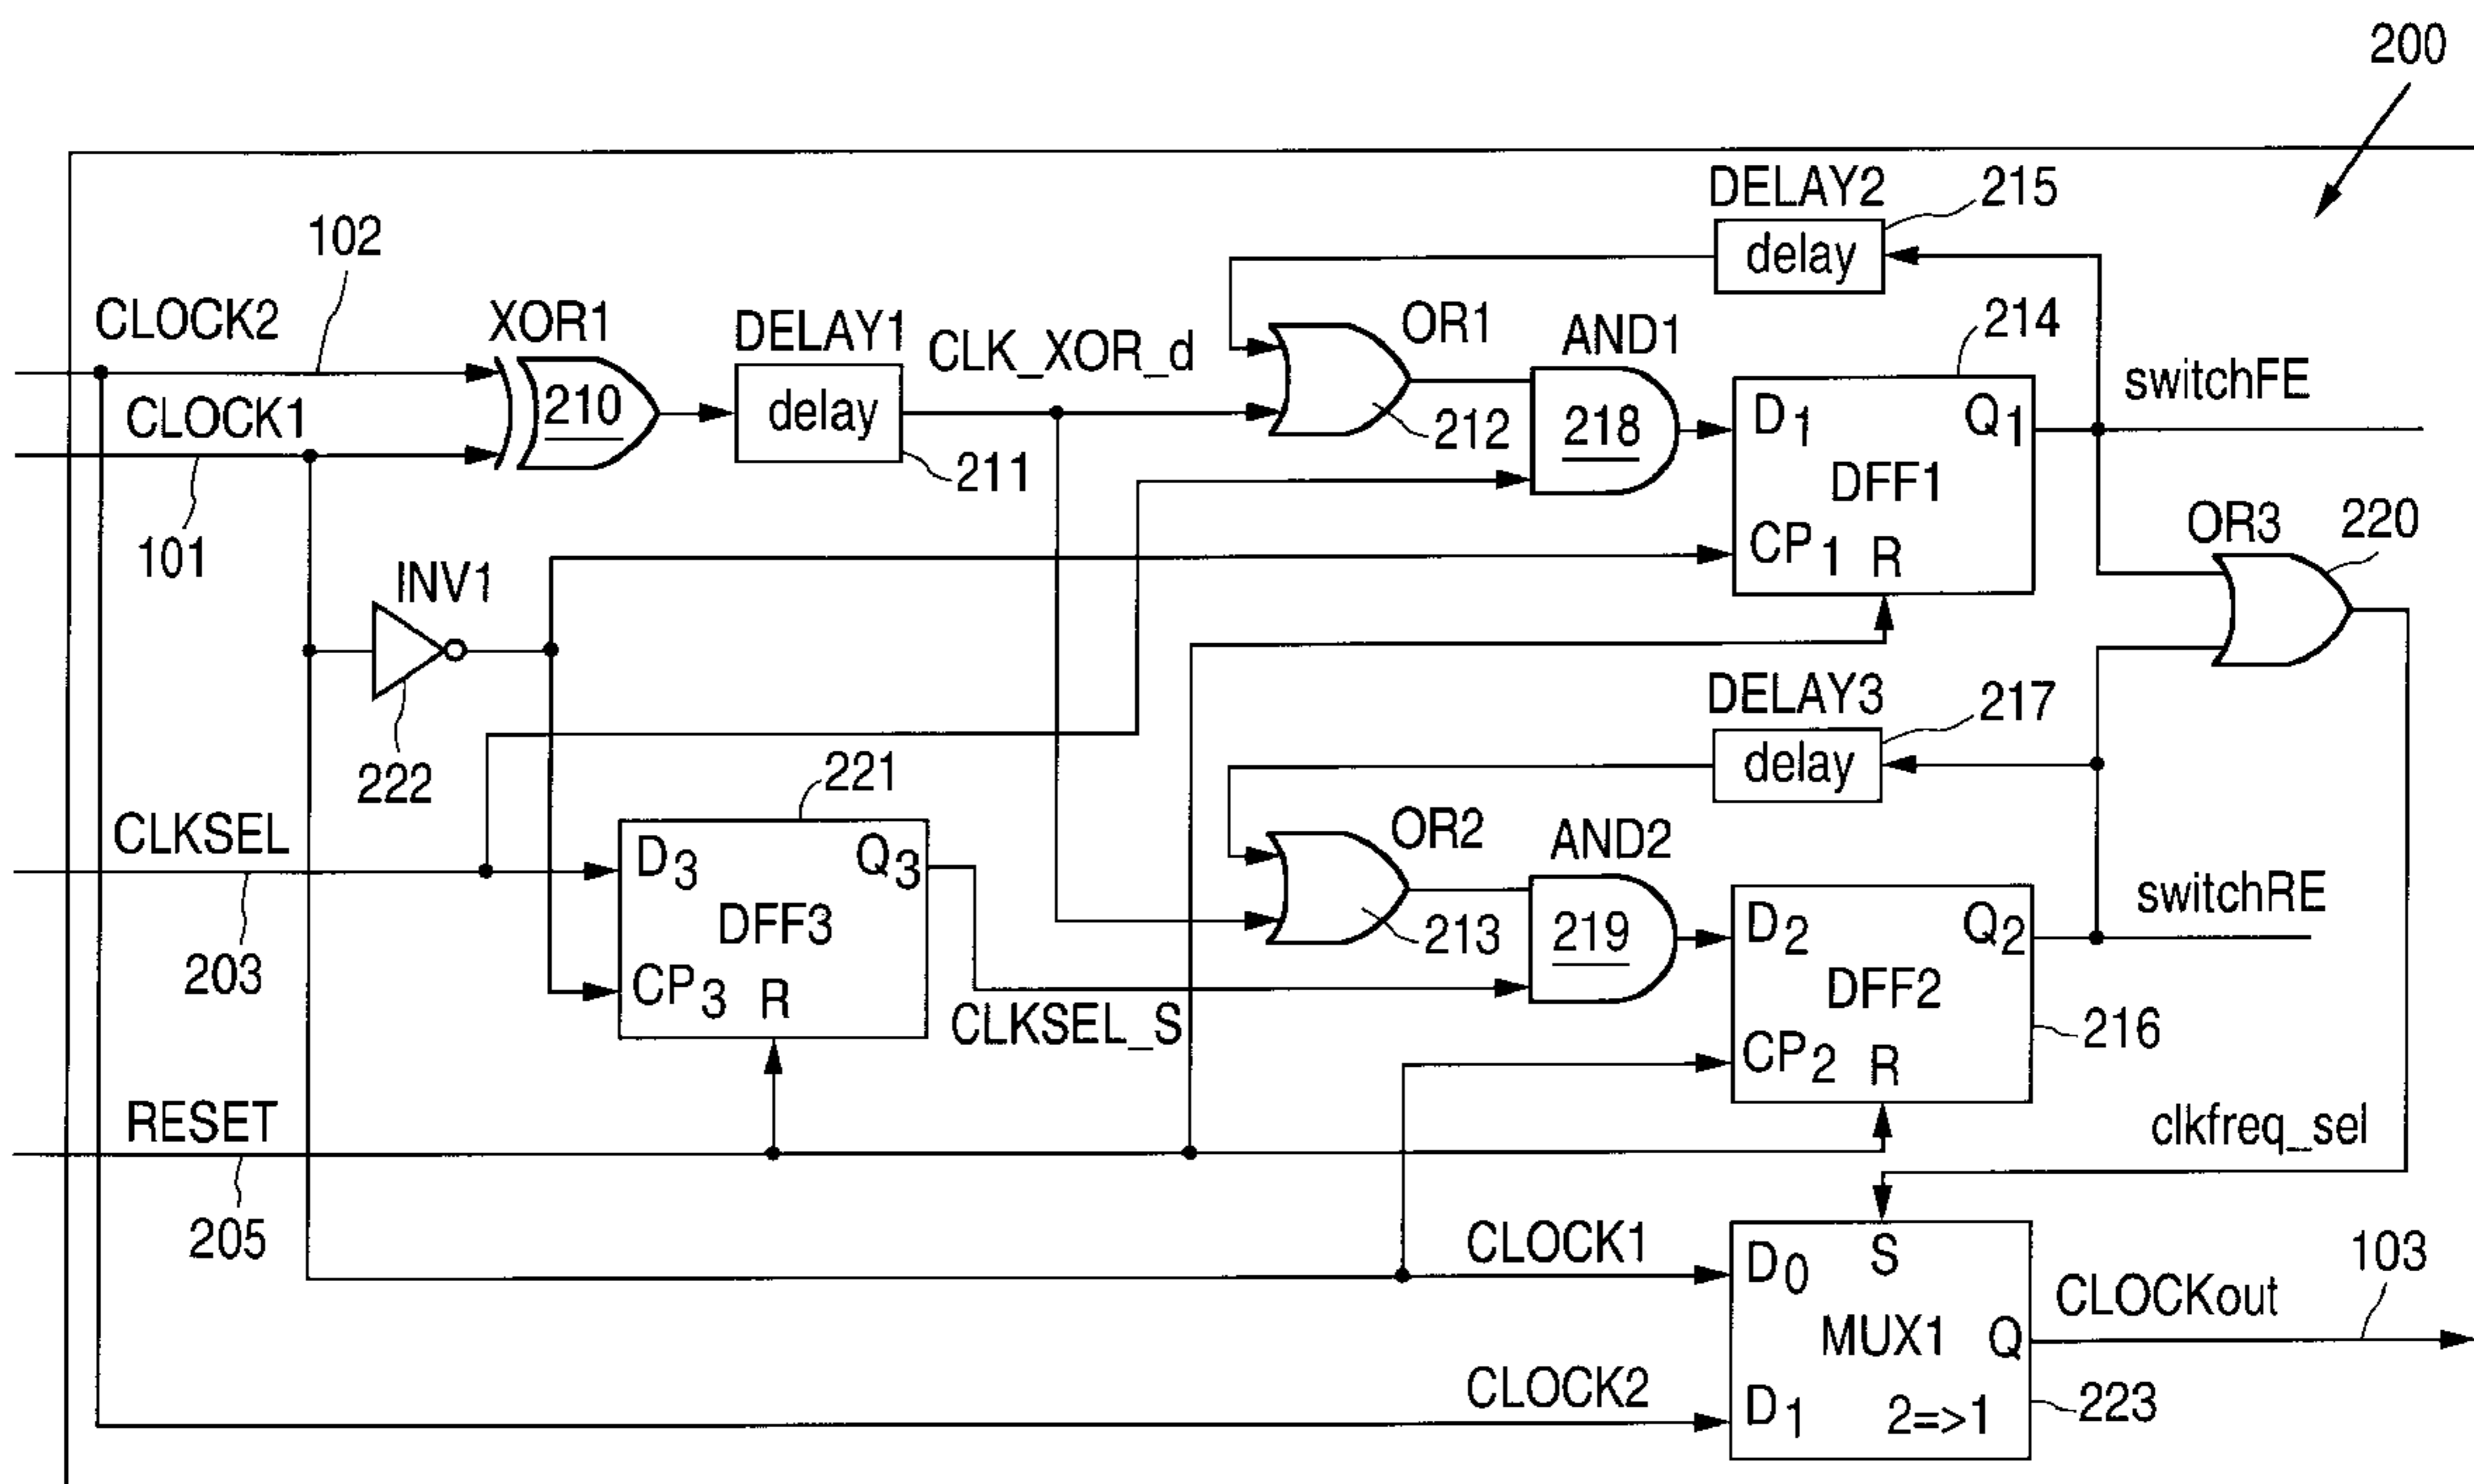 200
DELAY2
215
delay
102
CLOCK2
XOR1
DELAY1
CLK_XOR_d
OR1
AND1
214
switchFE
CLOCK1
210
delay
211
212
218
D1
Q1
DFF1
CP1 R
101
INV1
222
OR3
220
DELAY3
217
delay
221
CLKSEL
203
D3
Q3
DFF3
CP3 R
CLKSEL_S
OR2
AND2
213
219
D2
Q2
DFF2
CP2 R
switchRE
216
RESET
205
clkfreq_sel
CLOCK1
D0
S
103
CLOCKout
MUX1
Q
CLOCK2
D1
2=>1
223